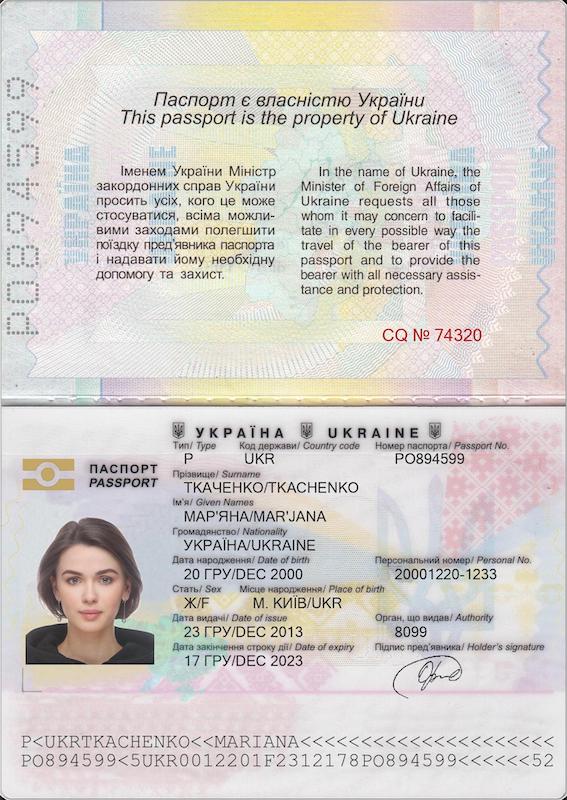 PO894599
Паспорт є власністю України
This passport is the property of Ukraine
Іменем України Міністр
закордонних справ України
просить усіх, кого це може
стосуватися, всіма можли-
вими заходами полегшити
поїздку пред'явника паспорта
і надавати йому необхідну
допомогу та захист.
In the name of Ukraine, the
Minister of Foreign Affairs of
Ukraine requests all those
whom it may concern to facili-
tate in every possible way the
travel of the bearer of this
passport and to provide the
bearer with all necessary assis-
tance and protection.
CQ № 74320
УКРАЇНА UKRAINE
Тип/ Type Код держави/ Country code Номер паспорта/ Passport No.
P UKR PO894599
ПАСПОРТ
PASSPORT
Прізвище/ Surname
ТКАЧЕНКО/TKACHENKO
Ім'я/ Given Names
МАР'ЯНА/MAR'JANA
Громадянство/ Nationality
УКРАЇНА/UKRAINE
Дата народження/ Date of birth Персональний номер/ Personal No.
20 ГРУ/DEC 2000 20001220-1233
Стать/ Sex Місце народження/ Place of birth
Ж/F М. КИЇВ/UKR
Дата видачі/ Date of issue Орган, що видав/ Authority
23 ГРУ/DEC 2013 8099
Дата закінчення строку дії/ Date of expiry Підпис пред'явника/ Holder's signature
17 ГРУ/DEC 2023
P<UKRTKACHENKO<<MARIANA<<<<<<<<<<<<<<<<<<<<<
PO894599<5UKR0012201F2312178PO894599<<<<<<52